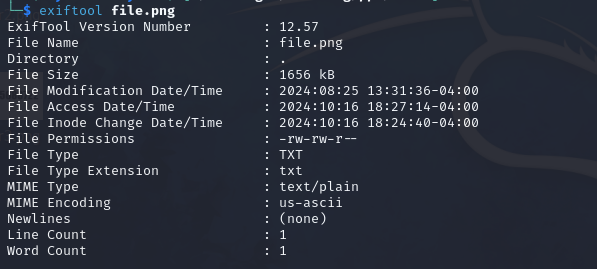 └─$ exiftool file.png
ExifTool Version Number : 12.57
File Name : file.png
Directory : .
File Size : 1656 kB
File Modification Date/Time : 2024:08:25 13:31:36-04:00
File Access Date/Time : 2024:10:16 18:27:14-04:00
File Inode Change Date/Time : 2024:10:16 18:24:40-04:00
File Permissions : -rw-rw-r--
File Type : TXT
File Type Extension : txt
MIME Type : text/plain
MIME Encoding : us-ascii
Newlines : (none)
Line Count : 1
Word Count : 1